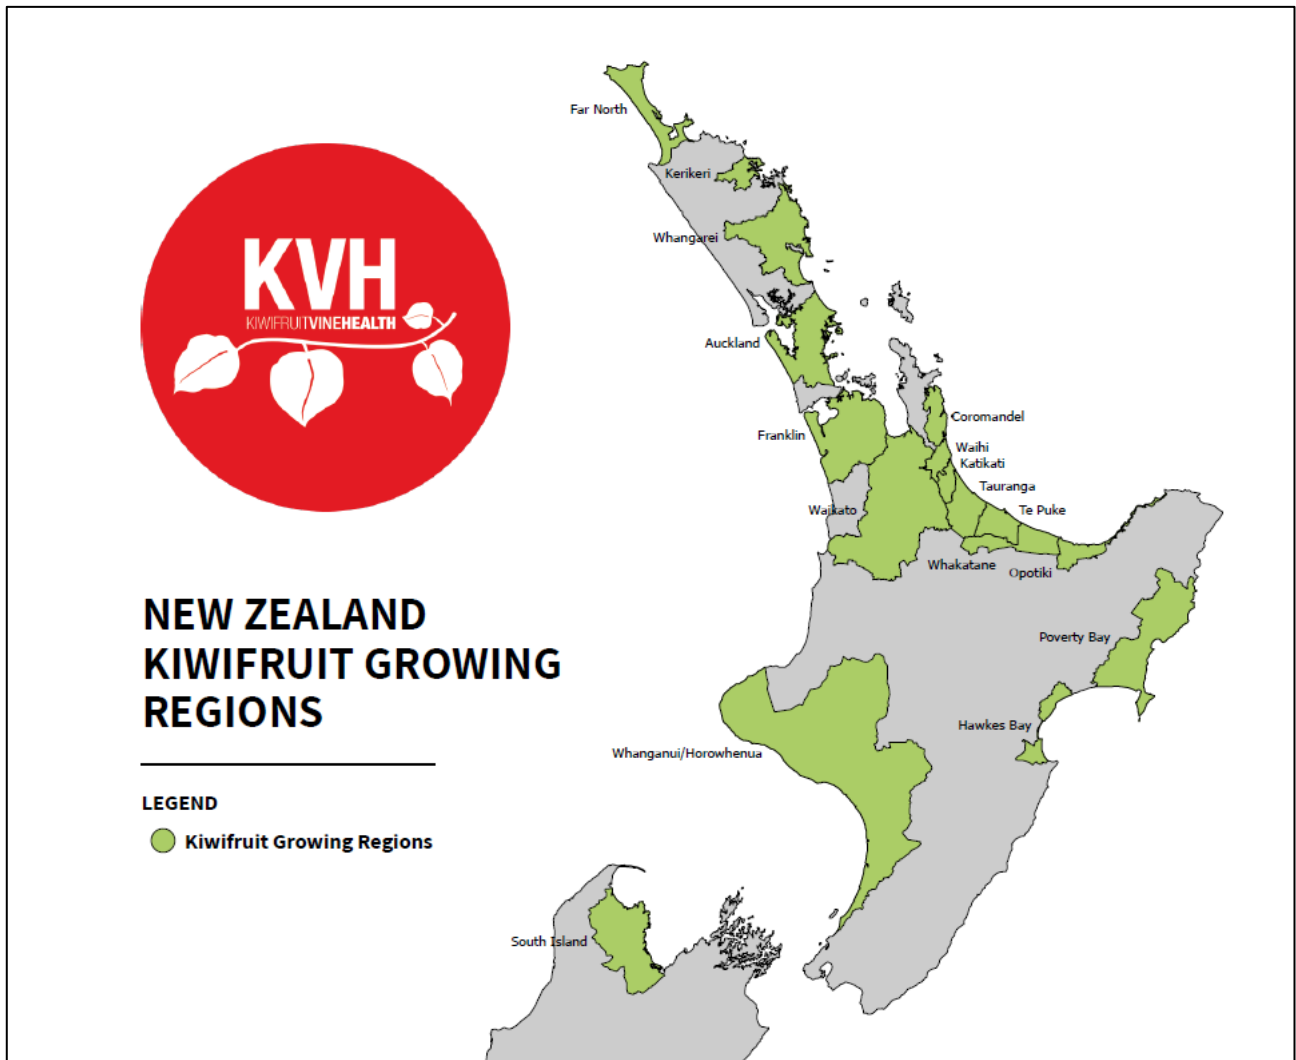 KVH
KIWIFRUITVINEHEALTH
NEW ZEALAND
KIWIFRUIT GROWING
REGIONS
LEGEND
Kiwifruit Growing Regions
Far North
Kerikeri
Whangarei
Auckland
Coromandel
Franklin
Waihi
Katikati
Tauranga
Waikato
Te Puke
Whakatane
Opotiki
Poverty Bay
Hawkes Bay
Whanganui/Horowhenua
South Island